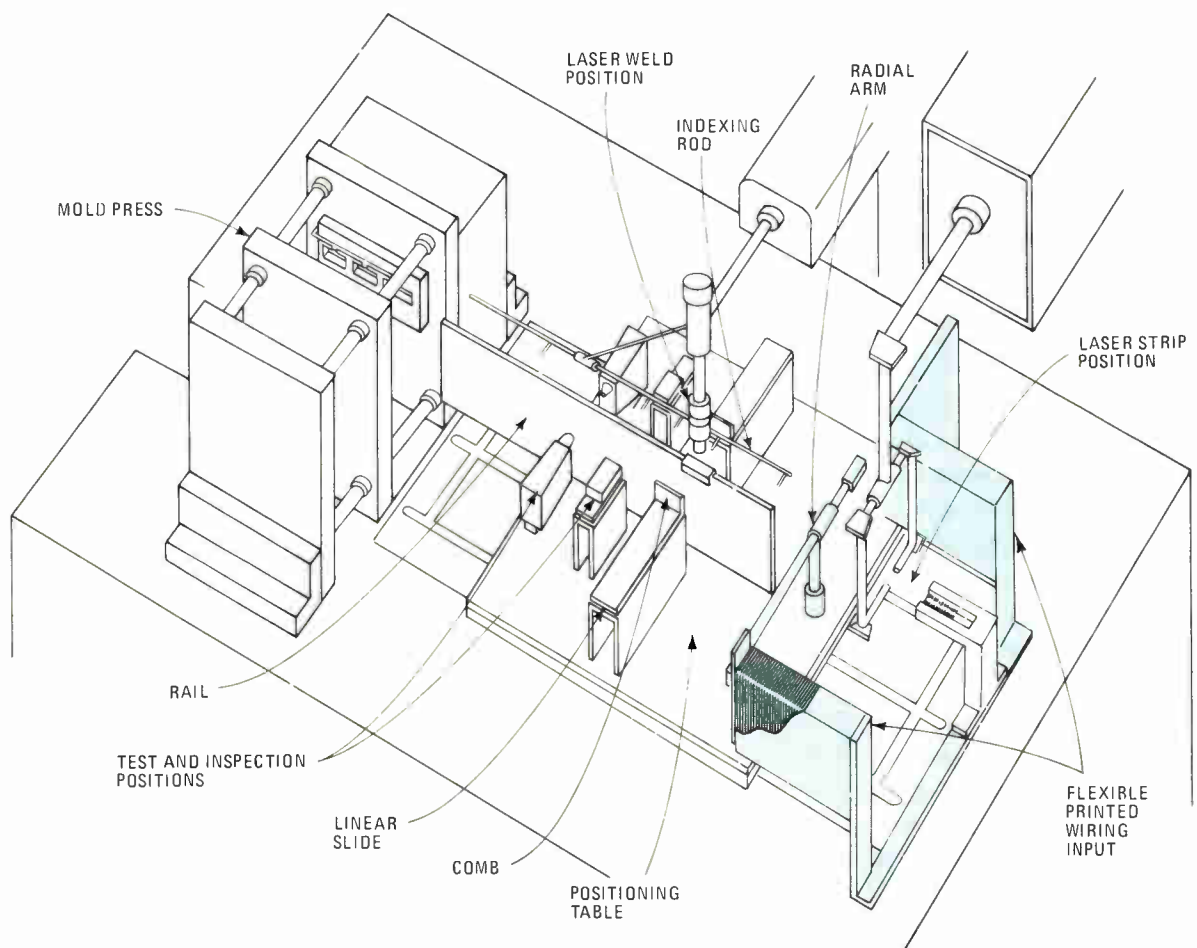 LASER WELD
POSITION
RADIAL
ARM
INDEXING
ROD
MOLD PRESS
LASER STRIP
POSITION
RAIL
TEST AND INSPECTION
POSITIONS
LINEAR
SLIDE
COMB
POSITIONING
TABLE
FLEXIBLE
PRINTED
WIRING
INPUT